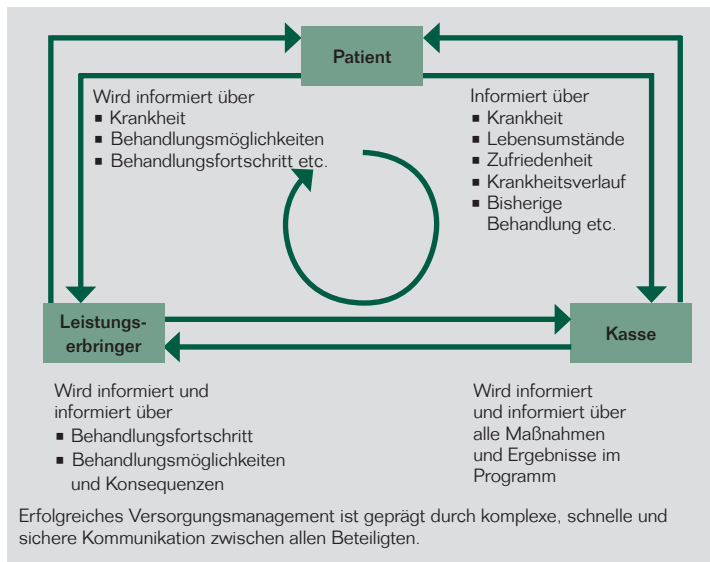 Patient
Wird informiert über
▪ Krankheit
▪ Behandlungsmöglichkeiten
▪ Behandlungsfortschritt etc.
Informiert über
▪ Krankheit
▪ Lebensumstände
▪ Zufriedenheit
▪ Krankheitsverlauf
▪ Bisherige
Behandlung etc.
Leistungs-
erbringer
Kasse
Wird informiert und
informiert über
▪ Behandlungsfortschritt
▪ Behandlungsmöglichkeiten
und Konsequenzen
Wird informiert
und informiert über
alle Maßnahmen
und Ergebnisse im
Programm
Erfolgreiches Versorgungsmanagement ist geprägt durch komplexe, schnelle und
sichere Kommunikation zwischen allen Beteiligten.